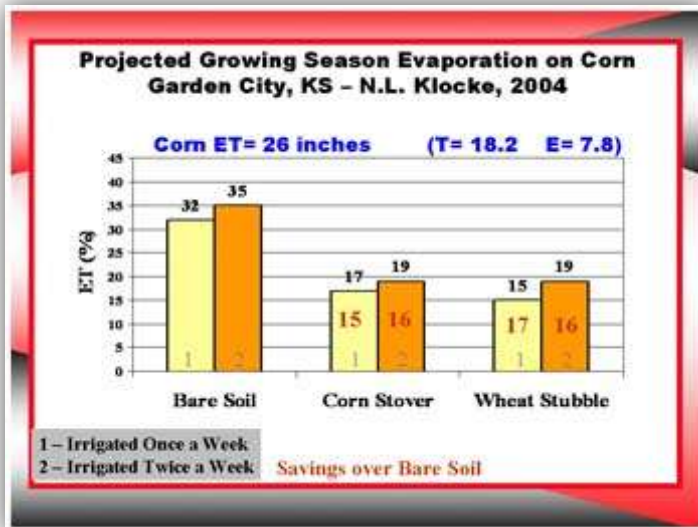 Projected Growing Season Evaporation on Corn
Garden City, KS – N.L. Klocke, 2004
Corn ET= 26 inches (T= 18.2 E= 7.8)
45
40
35
30
25
20
15
10
5
0
ET (%)
32 35
17 19
15 19
15 16
17 16
1 2 1 2 1 2
Bare Soil Corn Stover Wheat Stubble
1 – Irrigated Once a Week
2 – Irrigated Twice a Week
Savings over Bare Soil